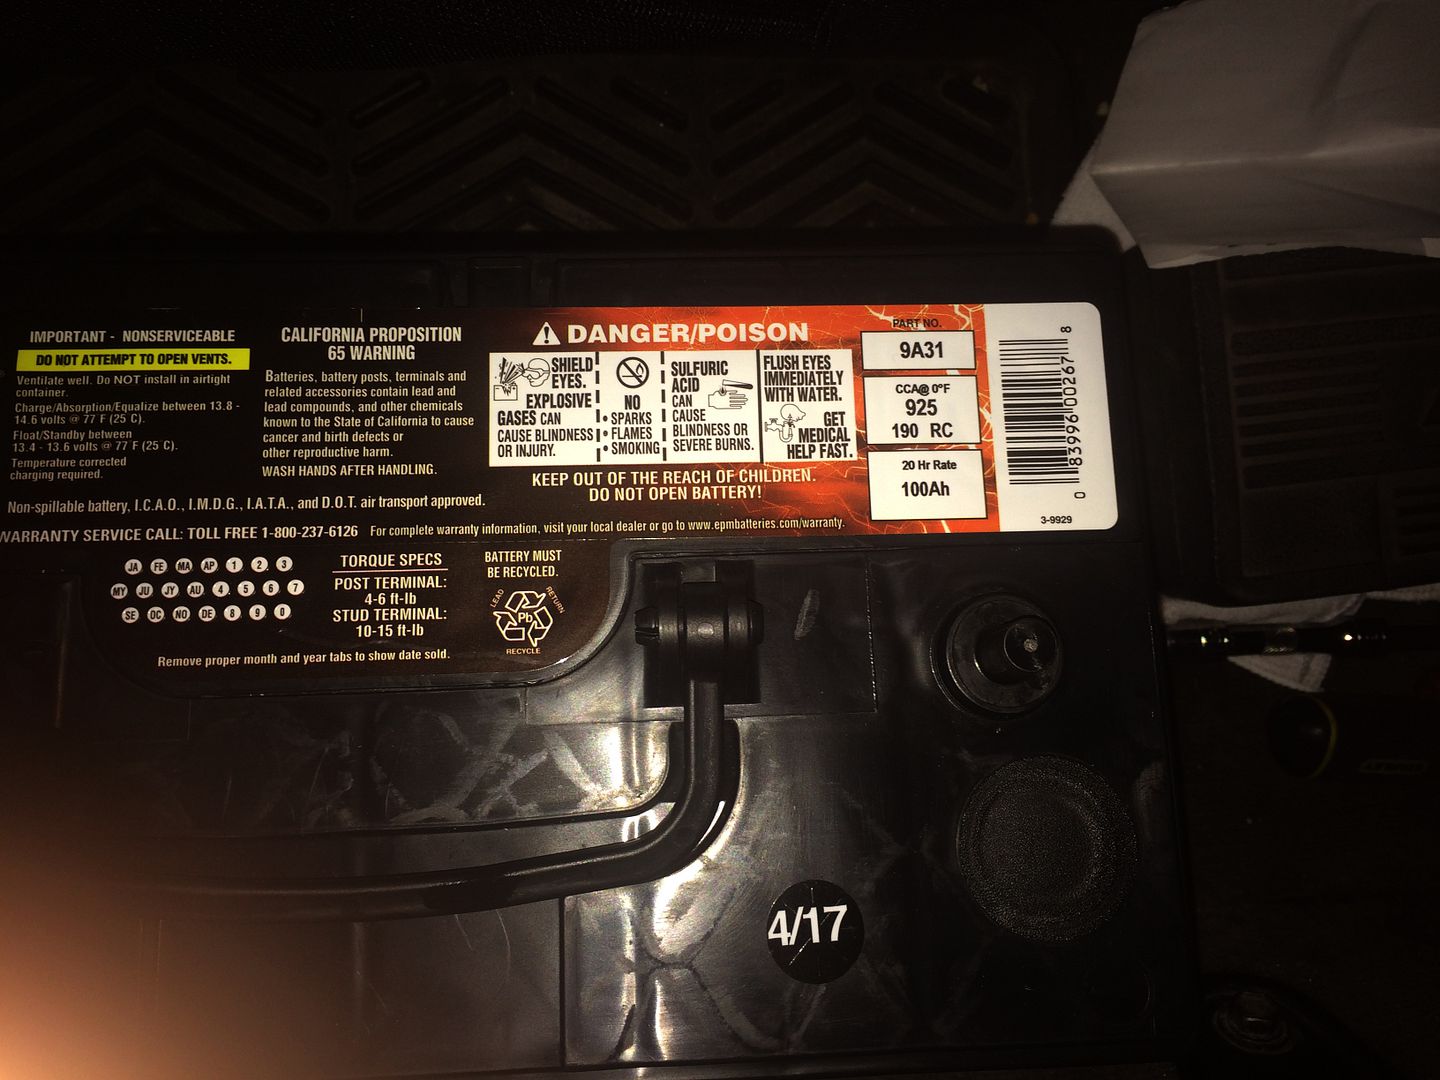 IMPORTANT - NONSERVICEABLE
DO NOT ATTEMPT TO OPEN VENTS.
Ventilate well. Do NOT install in airtight
container.
Charge/Absorption/Equalize between 13.8 -
14.6 volts @ 77 F (25 C).
Float/Standby between
13.4 - 13.6 volts @ 77 F (25 C).
Temperature corrected
charging required.
CALIFORNIA PROPOSITION
65 WARNING
Batteries, battery posts, terminals and
related accessories contain lead and
lead compounds, and other chemicals
known to the State of California to cause
cancer and birth defects or
other reproductive harm.
WASH HANDS AFTER HANDLING.
DANGER/POISON
SHIELD
EYES.
EXPLOSIVE
GASES CAN
CAUSE BLINDNESS
OR INJURY.
NO
• SPARKS
• FLAMES
• SMOKING
SULFURIC
ACID
CAN
CAUSE
BLINDNESS OR
SEVERE BURNS.
FLUSH EYES
IMMEDIATELY
WITH WATER.
GET
MEDICAL
HELP FAST.
KEEP OUT OF THE REACH OF CHILDREN.
DO NOT OPEN BATTERY!
PART NO.
9A31
CCA@ 0°F
925
190 RC
20 Hr Rate
100Ah
0 83996 00267 8
3-9929
Non-spillable battery, I.C.A.O., I.M.D.G., I.A.T.A., and D.O.T. air transport approved.
WARRANTY SERVICE CALL: TOLL FREE 1-800-237-6126 For complete warranty information, visit your local dealer or go to www.epmbatteries.com/warranty.
JA FE MA AP 1 2 3
MY JU JY AU 4 5 6 7
SE OC NO DE 8 9 0
Remove proper month and year tabs to show date sold.
TORQUE SPECS
POST TERMINAL:
4-6 ft-lb
STUD TERMINAL:
10-15 ft-lb
BATTERY MUST
BE RECYCLED.
LEAD
RETURN
Pb
RECYCLE
4/17